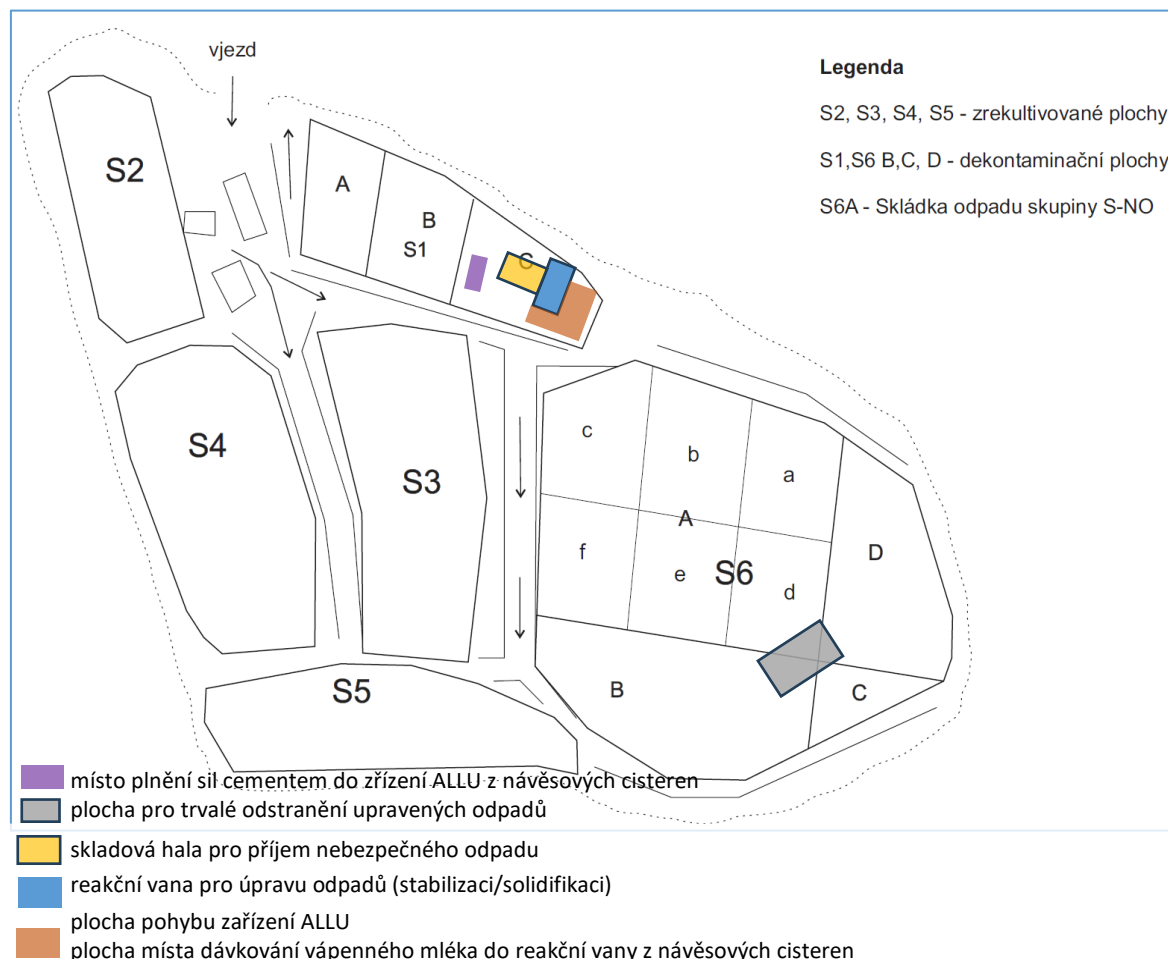 vjezd
Legenda
S2, S3, S4, S5 - zrekultivované plochy
S1,S6 B,C, D - dekontaminační plochy
S6A - Skládka odpadu skupiny S-NO
S2
A
B
S1
C
S4
S3
c
b
a
A
f
e
S6
d
D
B
C
S5
místo plnění sil cementem do zřízení ALLU z návěsových cisteren
plocha pro trvalé odstranění upravených odpadů
skladová hala pro příjem nebezpečného odpadu
reakční vana pro úpravu odpadů (stabilizaci/solidifikaci)
plocha pohybu zařízení ALLU
plocha místa dávkování vápenného mléka do reakční vany z návěsových cisteren